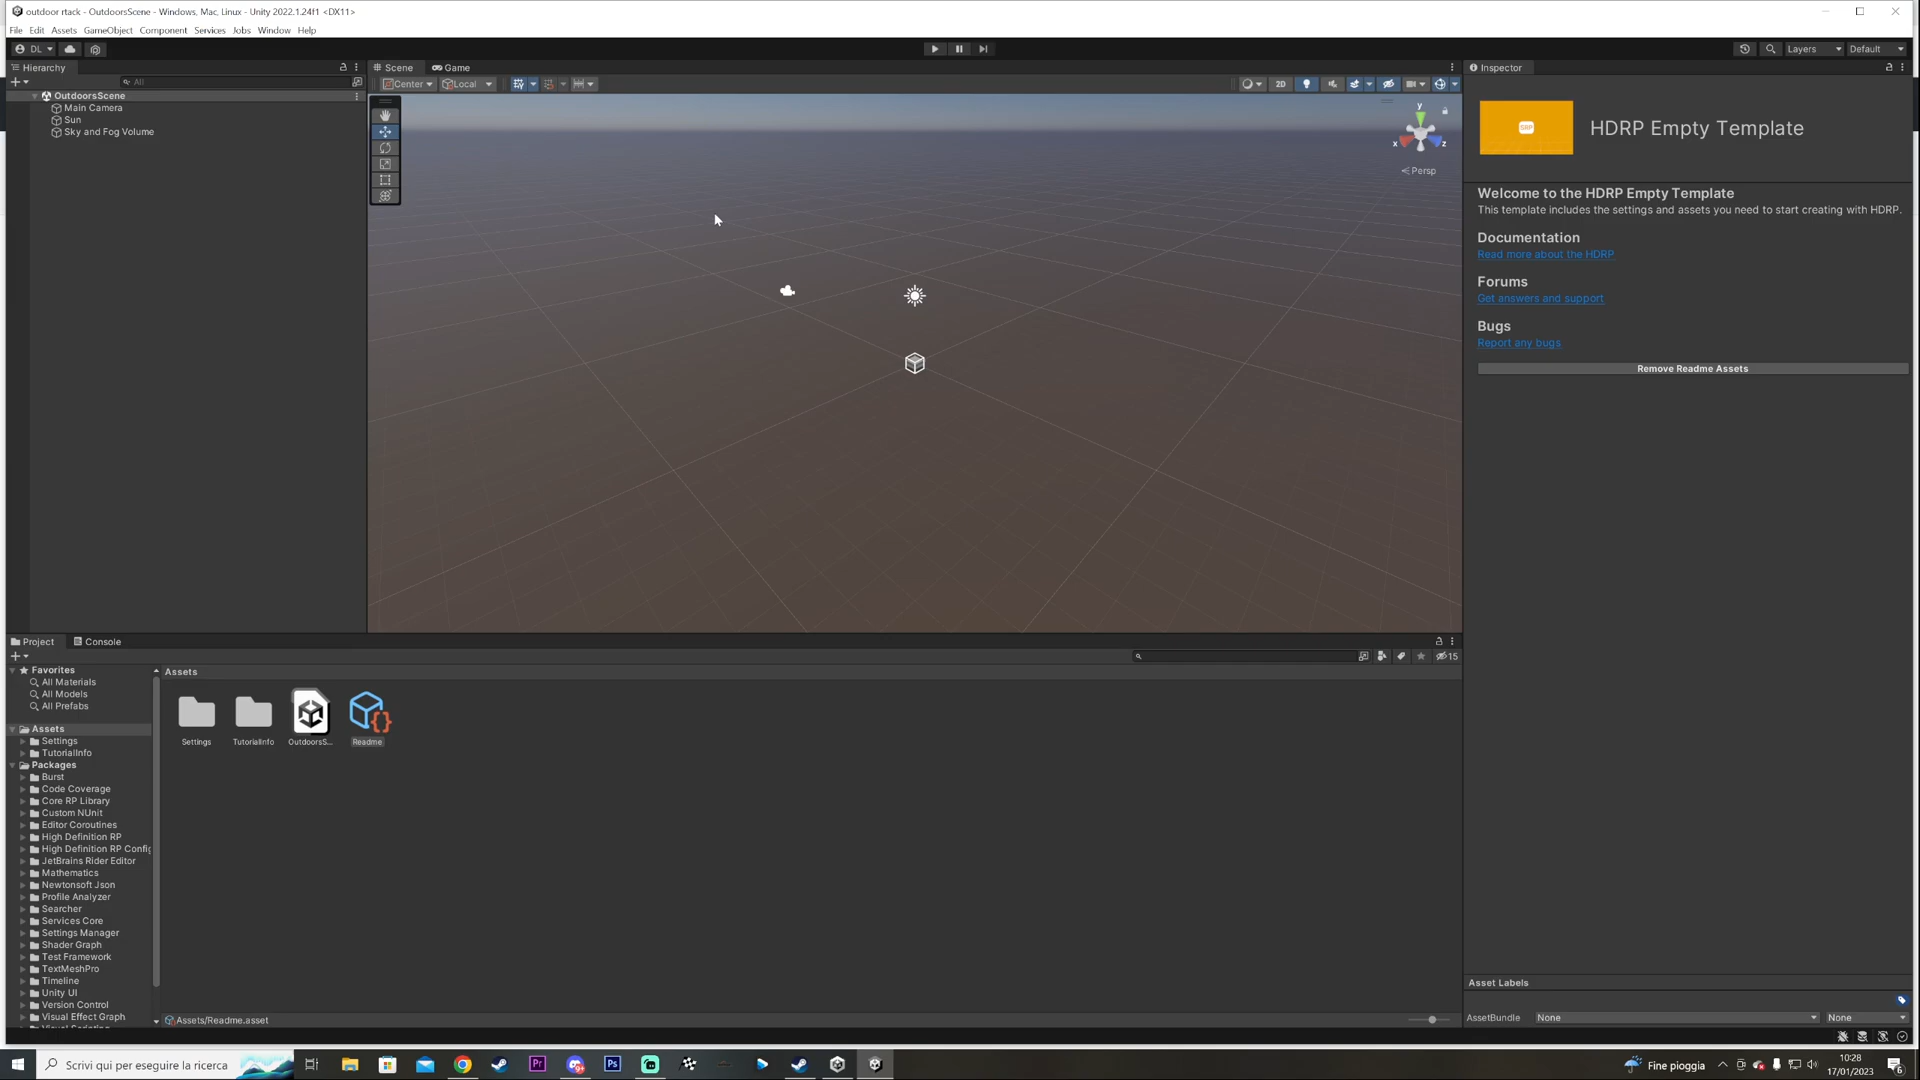 outdoor rtack - OutdoorsScene - Windows, Mac, Linux - Unity 2022.1.24f1 <DX11>
File Edit Assets GameObject Component Services Jobs Window Help
DL
Layers Default
Hierarchy
Scene Game
Inspector
All
Center Local
2D
OutdoorsScene
Main Camera
Sun
Sky and Fog Volume
y
x z
Persp
SRP
HDRP Empty Template
Welcome to the HDRP Empty Template
This template includes the settings and assets you need to start creating with HDRP.
Documentation
Read more about the HDRP
Forums
Get answers and support
Bugs
Report any bugs
Remove Readme Assets
Project Console
15
Favorites
All Materials
All Models
All Prefabs
Assets
Settings
TutorialInfo
Packages
Burst
Code Coverage
Core RP Library
Custom NUnit
Editor Coroutines
High Definition RP
High Definition RP Config
JetBrains Rider Editor
Mathematics
Newtonsoft Json
Profile Analyzer
Searcher
Services Core
Settings Manager
Shader Graph
Test Framework
TextMeshPro
Timeline
Unity UI
Version Control
Visual Effect Graph
Assets
Settings TutorialInfo OutdoorsS... Readme
Assets/Readme.asset
Asset Labels
AssetBundle None None
Scrivi qui per eseguire la ricerca
Pr
9+
Ps
Fine pioggia
10:28
17/01/2023
6